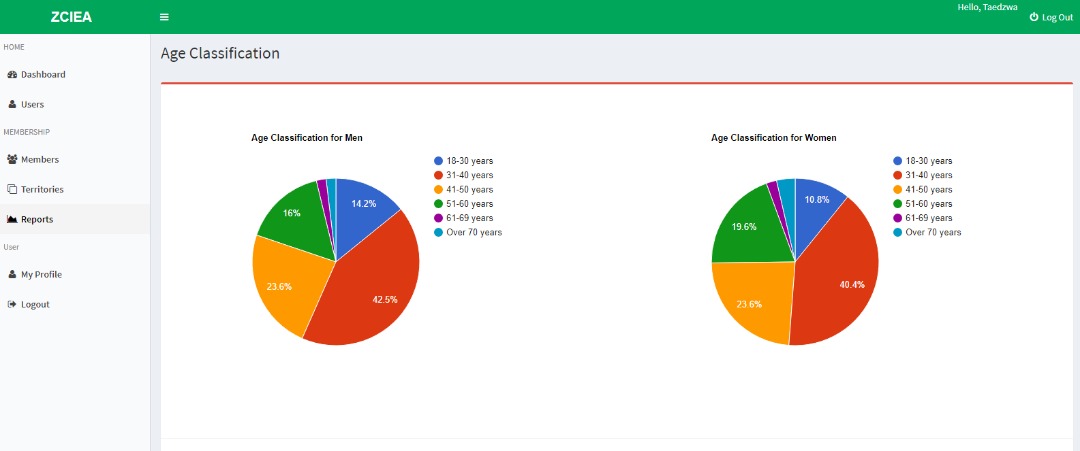 ZCIEA
Hello, Taedzwa
Log Out
HOME
Dashboard
Users
MEMBERSHIP
Members
Territories
Reports
User
My Profile
Logout
Age Classification
Age Classification for Men
18-30 years
31-40 years
41-50 years
51-60 years
61-69 years
Over 70 years
14.2%
42.5%
23.6%
16%
Age Classification for Women
18-30 years
31-40 years
41-50 years
51-60 years
61-69 years
Over 70 years
10.8%
40.4%
23.6%
19.6%